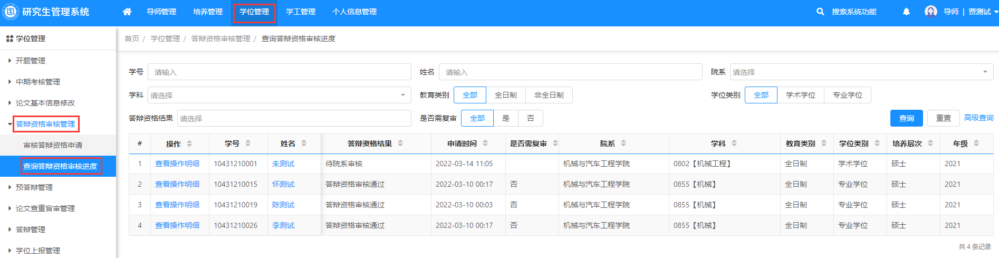 研究生管理系统 导师管理 培养管理 学位管理 学工管理 个人信息管理 搜索系统功能 导师 | 贾测试
学位管理
开题管理
中期考核管理
论文基本信息修改
答辩资格审核管理
审核答辩资格申请
查询答辩资格审核进度
预答辩管理
论文查重盲审管理
答辩管理
学位上报管理
首页 / 学位管理 / 答辩资格审核管理 / 查询答辩资格审核进度
学号 请输入 姓名 请输入 院系 请选择
学科 请选择 教育类别 全部 全日制 非全日制 学位类别 全部 学术学位 专业学位
答辩资格结果 请选择 是否需复审 全部 是 否 查询 重置 高级查询
# 操作 学号 姓名 答辩资格结果 申请时间 是否需复审 院系 学科 教育类别 学位类别 培养层次 年级
1 查看操作明细 10431210001 朱测试 待院系审核 2022-03-14 11:05 机械与汽车工程学院 0802【机械工程】 全日制 学术学位 硕士 2021
2 查看操作明细 10431210015 怀测试 答辩资格审核通过 2022-03-10 00:17 否 机械与汽车工程学院 0855【机械】 全日制 专业学位 硕士 2021
3 查看操作明细 10431210019 陈测试 答辩资格审核通过 2022-03-10 00:03 否 机械与汽车工程学院 0855【机械】 全日制 专业学位 硕士 2021
4 查看操作明细 10431210026 李测试 答辩资格审核通过 2022-03-10 00:17 否 机械与汽车工程学院 0855【机械】 全日制 专业学位 硕士 2021
共 4 条记录